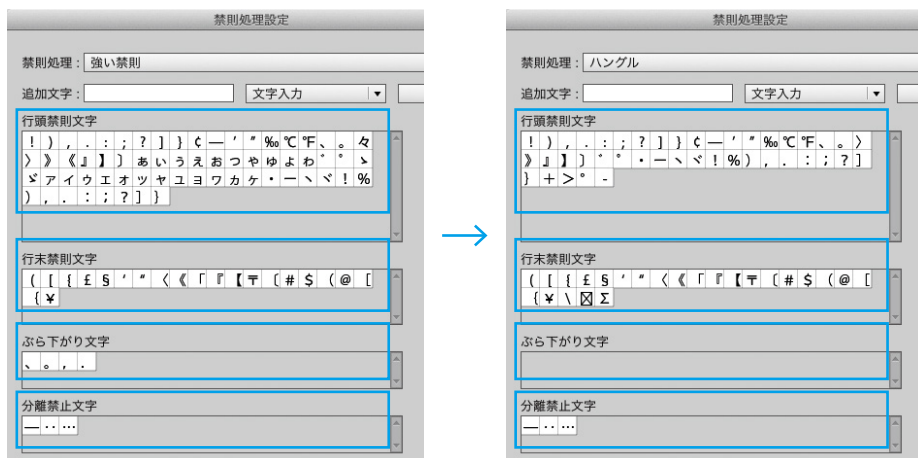 禁則処理設定
禁則処理：強い禁則
追加文字：
文字入力
行頭禁則文字
!),.:;?]}¢—′″‰℃℉、。々
〉》《』】〕ぁぃぅぇぉっゃゅょゎ゛゜ゝ
ゞァィゥェォッャュョヮヵヶ・ーヽヾ！％
），．：；？］｝
行末禁則文字
([{£§‘“〈《「『【〒〔＃＄（＠［
｛￥
ぶら下がり文字
、。，．
分離禁止文字
—‥…
禁則処理設定
禁則処理：ハングル
追加文字：
文字入力
行頭禁則文字
!),.:;?]}¢—′″‰℃℉、。〉
》』】〕゛゜・ーヽヾ！％），．：；？］
｝＋＞°-
行末禁則文字
([{£§‘“〈《「『【〒〔＃＄（＠［
｛￥\Σ
ぶら下がり文字
分離禁止文字
—‥…